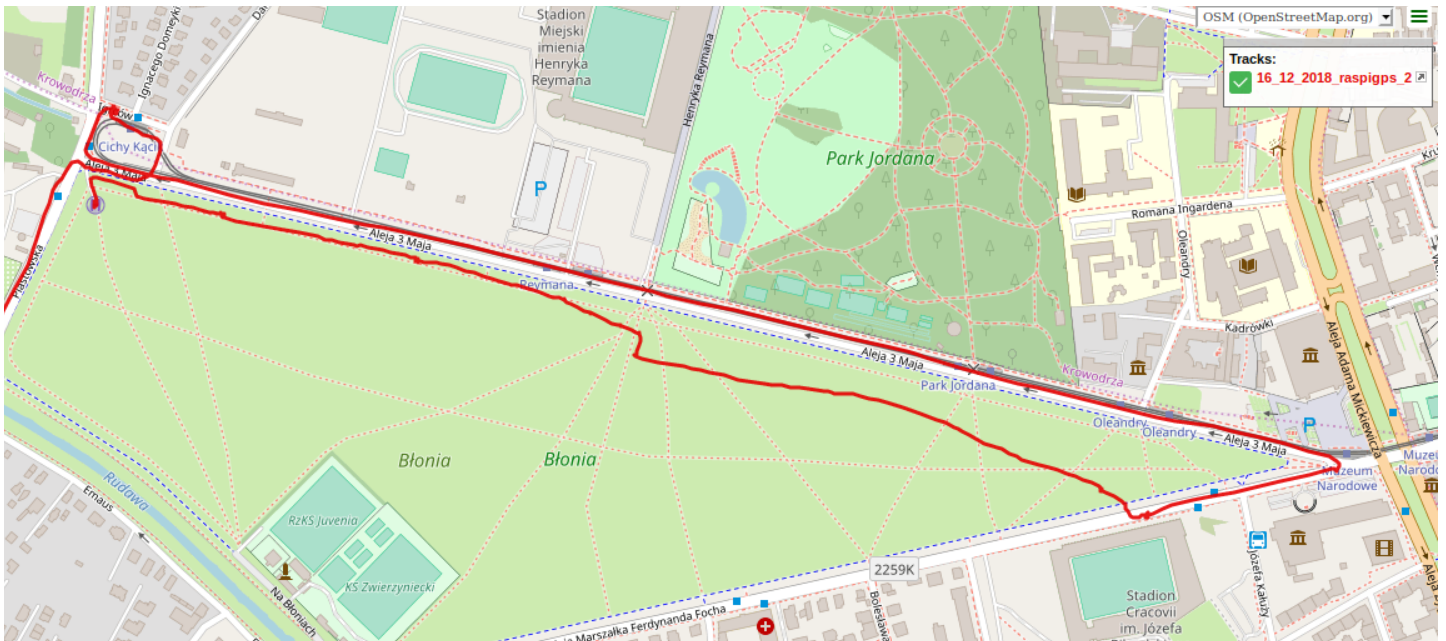 OSM (OpenStreetMap.org)
Tracks:
16_12_2018_raspigps_2
Stadion
Miejski
imienia
Henryka
Reymana
Ignacego Domeyki
Krowodrza
Cichy Kąci
Aleja 3 Maja
Henryka Reymana
Park Jordana
P
Romana Ingardena
Oleandry
Kadrówki
Aleja Adama Mickiewicza
Aleja 3 Maja
Reymana
Piastowska
Aleja 3 Maja
Park Jordana
Krowodrza
Oleandry
Oleandry
P
Aleja 3 Maja
Muzeum
Narodowe
Błonia
Błonia
Rudawa
Emaus
RzKS Juvenia
KS Zwierzyniecki
Na Błoniach
2259K
Marszałka Ferdynanda Focha
Bolesława
Józefa Kałuży
Stadion
Cracovii
im. Józefa